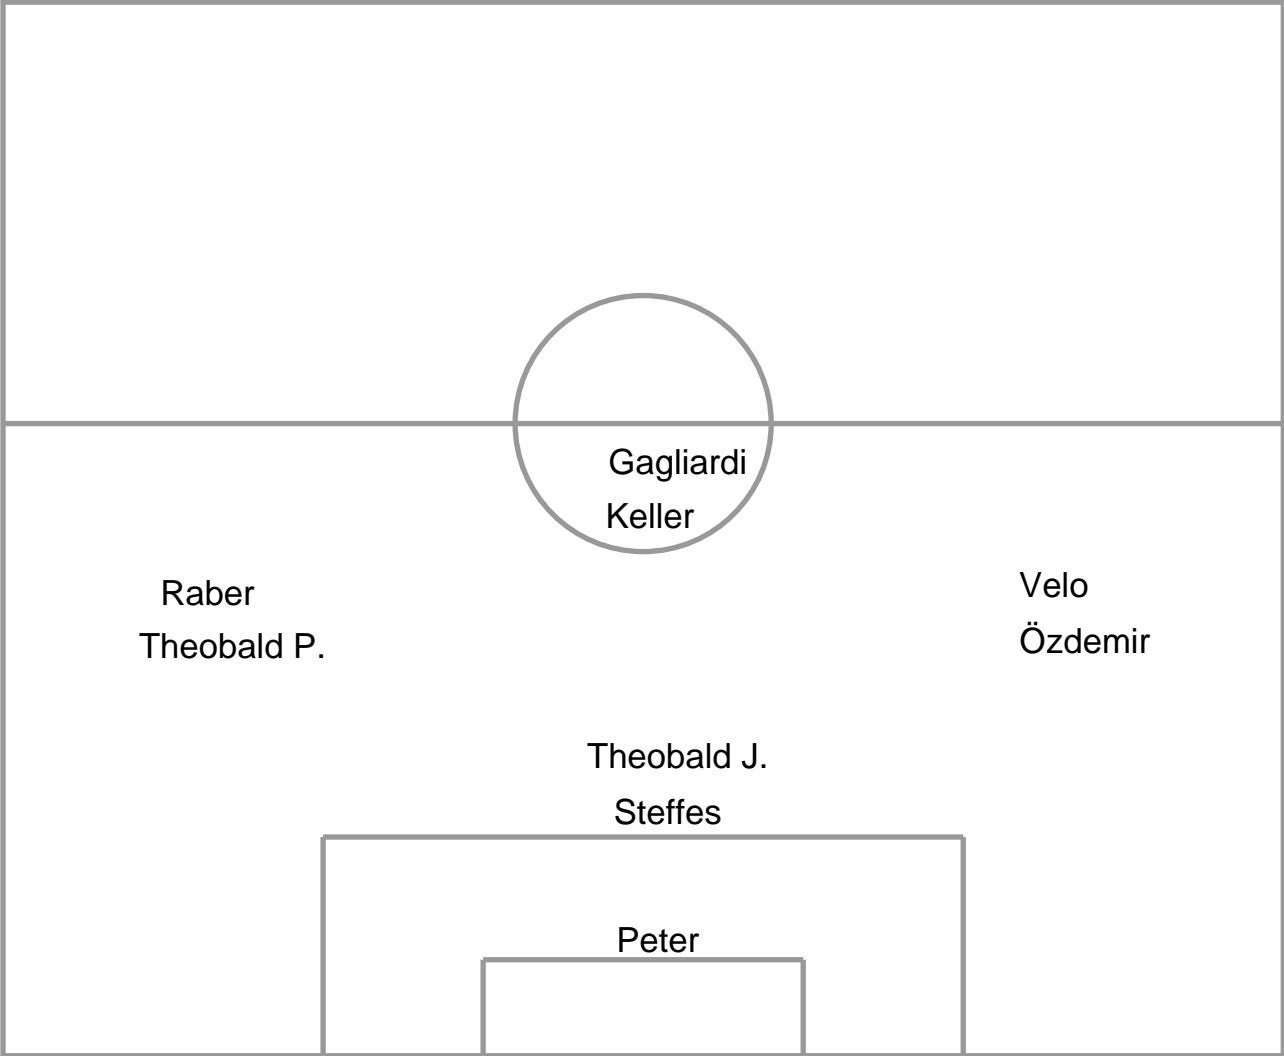 Gagliardi
Keller
Raber
Theobald P.
Velo
Özdemir
Theobald J.
Steffes
Peter